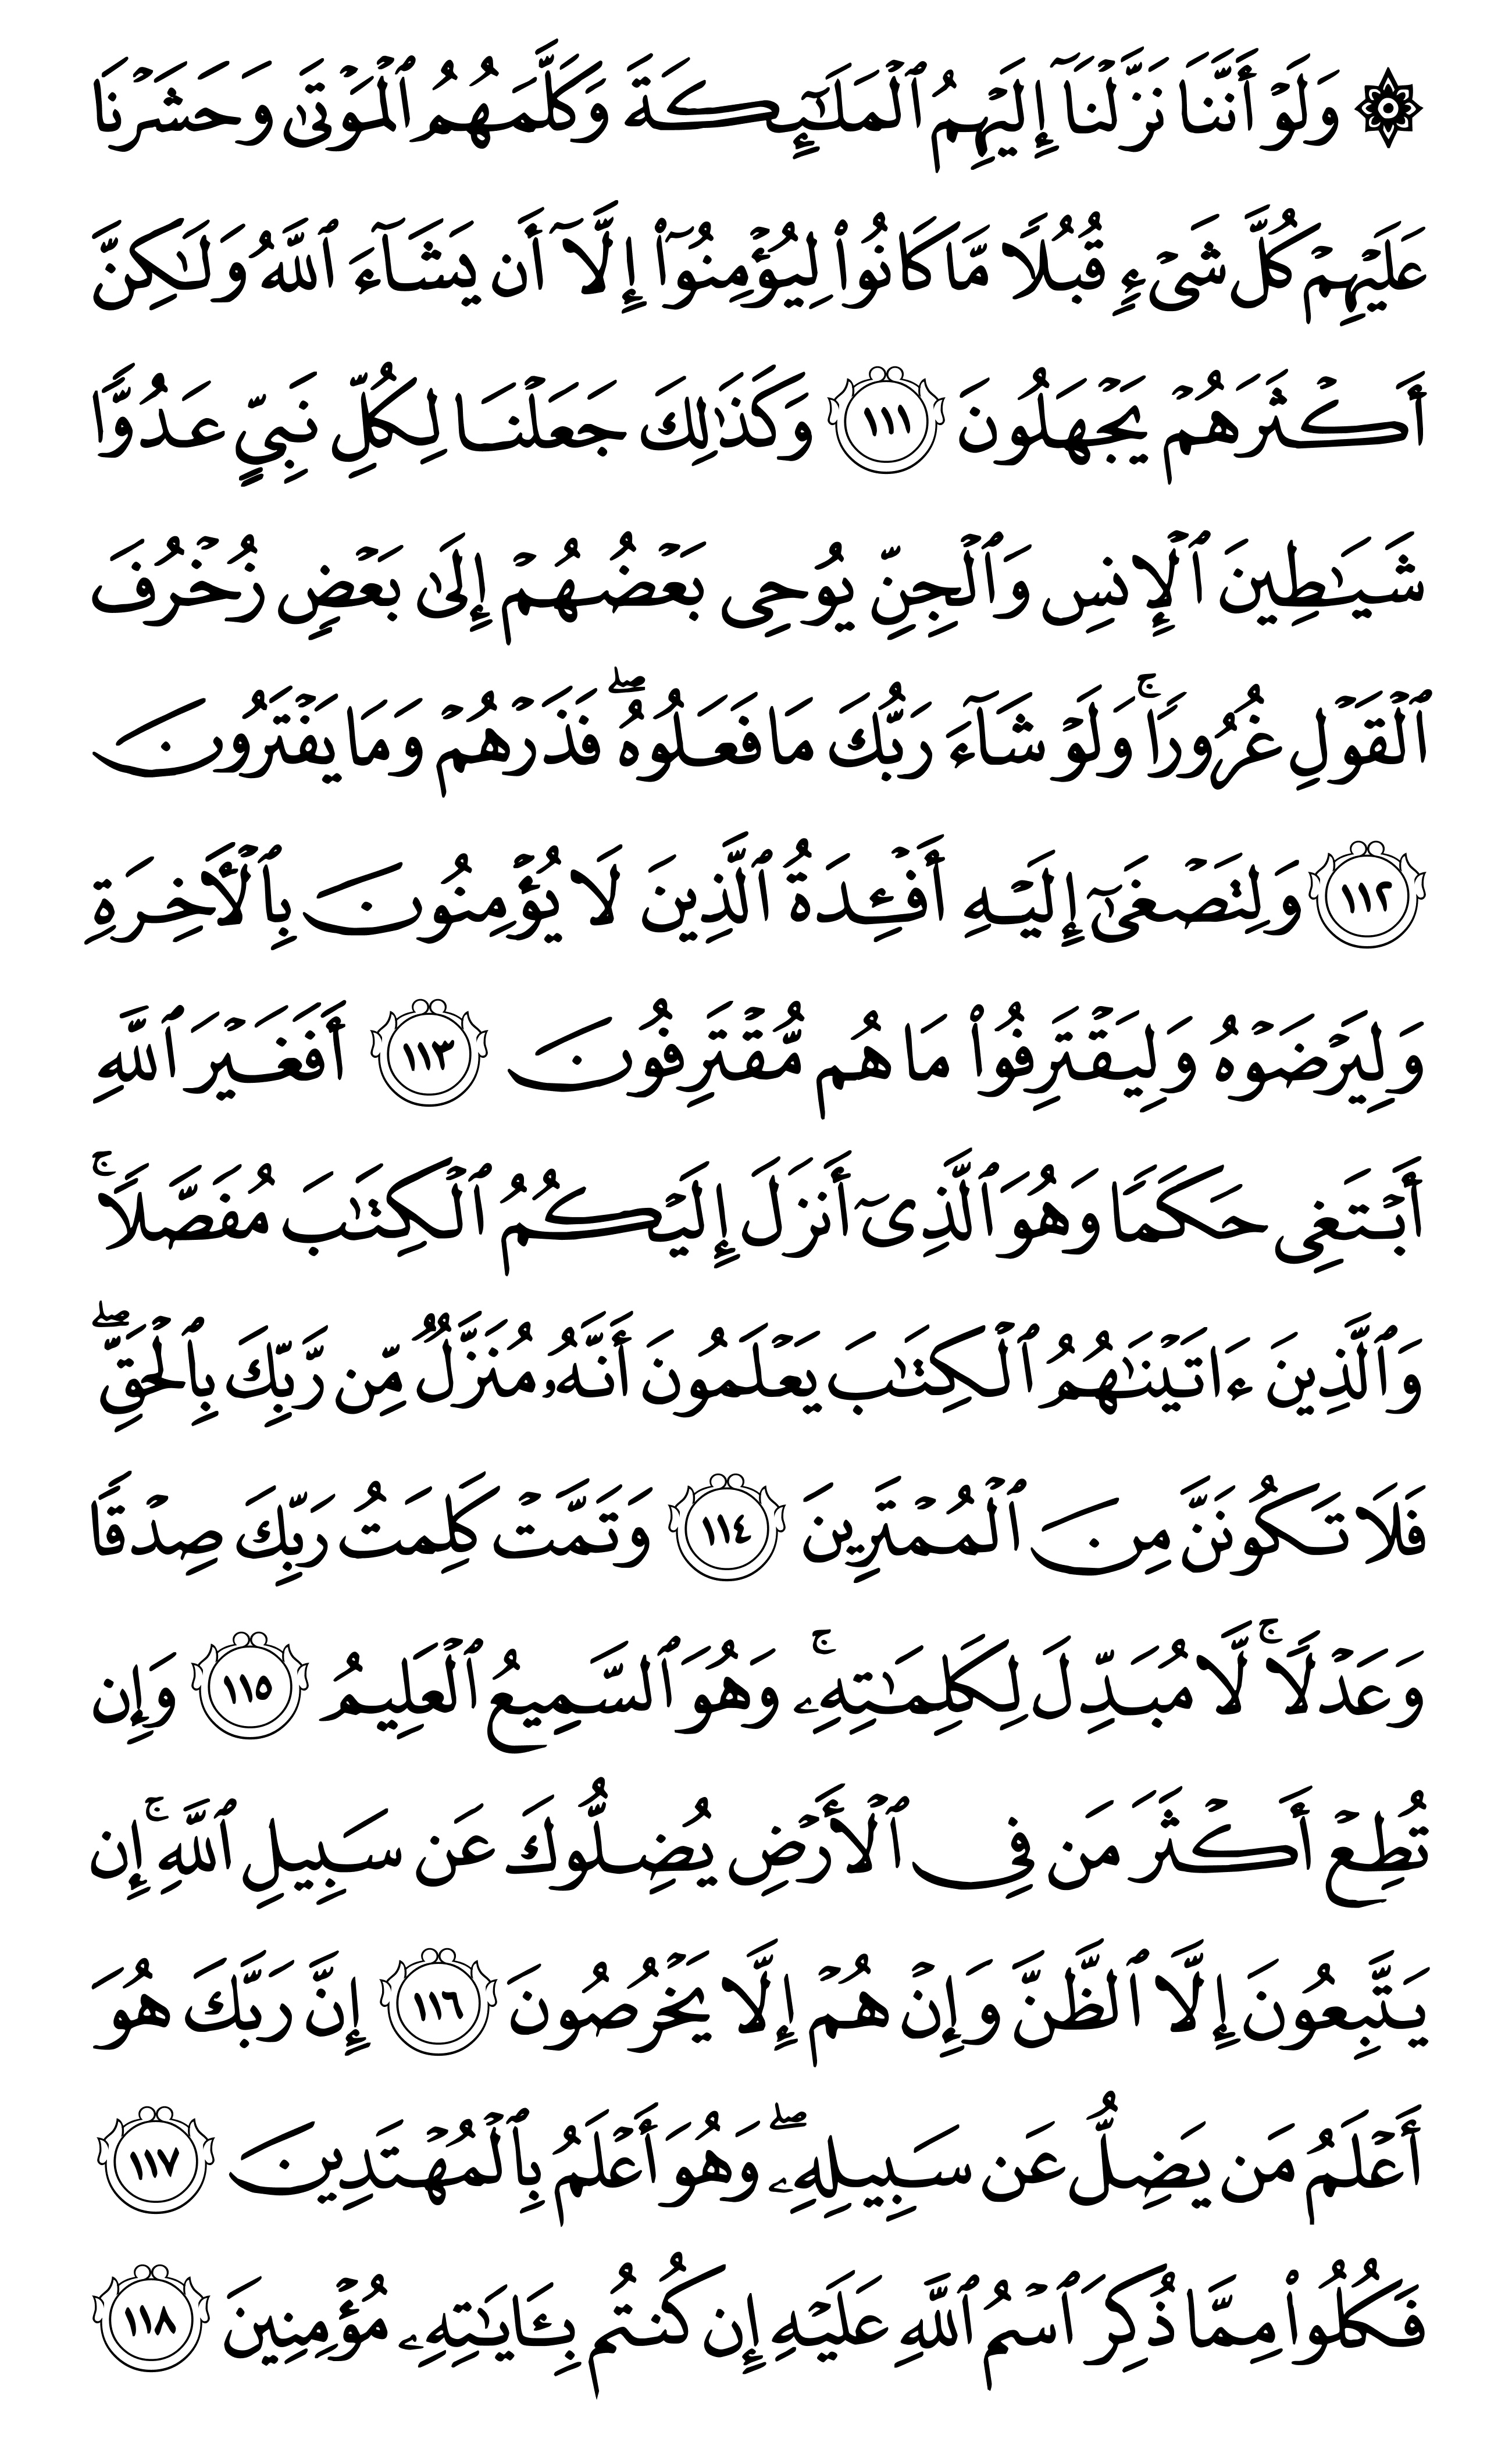 ۞ وَلَوْ أَنَّنَا نَزَّلْنَآ إِلَيْهِمُ ٱلْمَلَـٰٓئِكَةَ وَكَلَّمَهُمُ ٱلْمَوْتَىٰ وَحَشَرْنَا
عَلَيْهِمْ كُلَّ شَىْءٍ قُبُلًا مَّا كَانُوا۟ لِيُؤْمِنُوٓا۟ إِلَّآ أَن يَشَآءَ ٱللَّهُ وَلَـٰكِنَّ
أَكْثَرَهُمْ يَجْهَلُونَ ١١١ وَكَذَٰلِكَ جَعَلْنَا لِكُلِّ نَبِىٍّ عَدُوًّا
شَيَـٰطِينَ ٱلْإِنسِ وَٱلْجِنِّ يُوحِى بَعْضُهُمْ إِلَىٰ بَعْضٍ زُخْرُفَ
ٱلْقَوْلِ غُرُورًا ۚ وَلَوْ شَآءَ رَبُّكَ مَا فَعَلُوهُ ۖ فَذَرْهُمْ وَمَا يَفْتَرُونَ
١١٢ وَلِتَصْغَىٰٓ إِلَيْهِ أَفْـِٔدَةُ ٱلَّذِينَ لَا يُؤْمِنُونَ بِٱلْـَٔاخِرَةِ
وَلِيَرْضَوْهُ وَلِيَقْتَرِفُوا۟ مَا هُم مُّقْتَرِفُونَ ١١٣ أَفَغَيْرَ ٱللَّهِ
أَبْتَغِى حَكَمًا وَهُوَ ٱلَّذِىٓ أَنزَلَ إِلَيْكُمُ ٱلْكِتَـٰبَ مُفَصَّلًا ۚ
وَٱلَّذِينَ ءَاتَيْنَـٰهُمُ ٱلْكِتَـٰبَ يَعْلَمُونَ أَنَّهُۥ مُنَزَّلٌ مِّن رَّبِّكَ بِٱلْحَقِّ ۖ
فَلَا تَكُونَنَّ مِنَ ٱلْمُمْتَرِينَ ١١٤ وَتَمَّتْ كَلِمَتُ رَبِّكَ صِدْقًا
وَعَدْلًا ۚ لَّا مُبَدِّلَ لِكَلِمَـٰتِهِۦ ۚ وَهُوَ ٱلسَّمِيعُ ٱلْعَلِيمُ ١١٥ وَإِن
تُطِعْ أَكْثَرَ مَن فِى ٱلْأَرْضِ يُضِلُّوكَ عَن سَبِيلِ ٱللَّهِ ۚ إِن
يَتَّبِعُونَ إِلَّا ٱلظَّنَّ وَإِنْ هُمْ إِلَّا يَخْرُصُونَ ١١٦ إِنَّ رَبَّكَ هُوَ
أَعْلَمُ مَن يَضِلُّ عَن سَبِيلِهِۦ ۖ وَهُوَ أَعْلَمُ بِٱلْمُهْتَدِينَ ١١٧
فَكُلُوا۟ مِمَّا ذُكِرَ ٱسْمُ ٱللَّهِ عَلَيْهِ إِن كُنتُم بِـَٔايَـٰتِهِۦ مُؤْمِنِينَ ١١٨